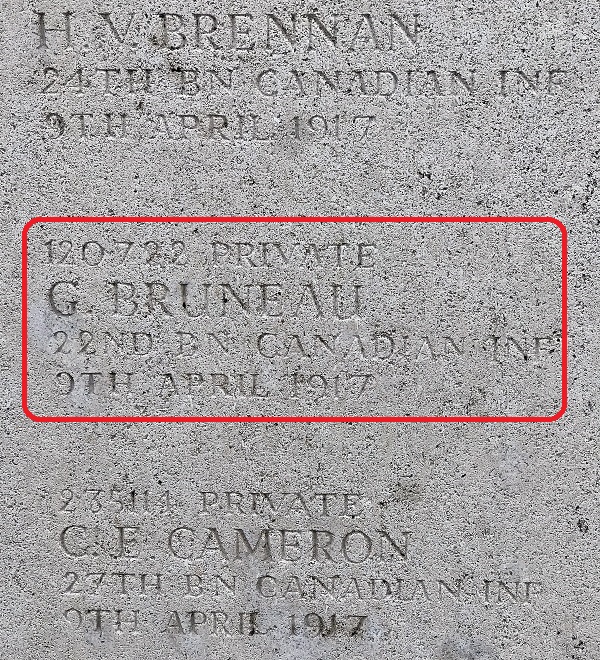 H. V. BRENNAN
24TH BN CANADIAN INF
9TH APRIL 1917
120722 PRIVATE
G. BRUNEAU
22ND BN CANADIAN INF
9TH APRIL 1917
235114 PRIVATE
C. F. CAMERON
27TH BN CANADIAN INF
9TH APRIL 1917